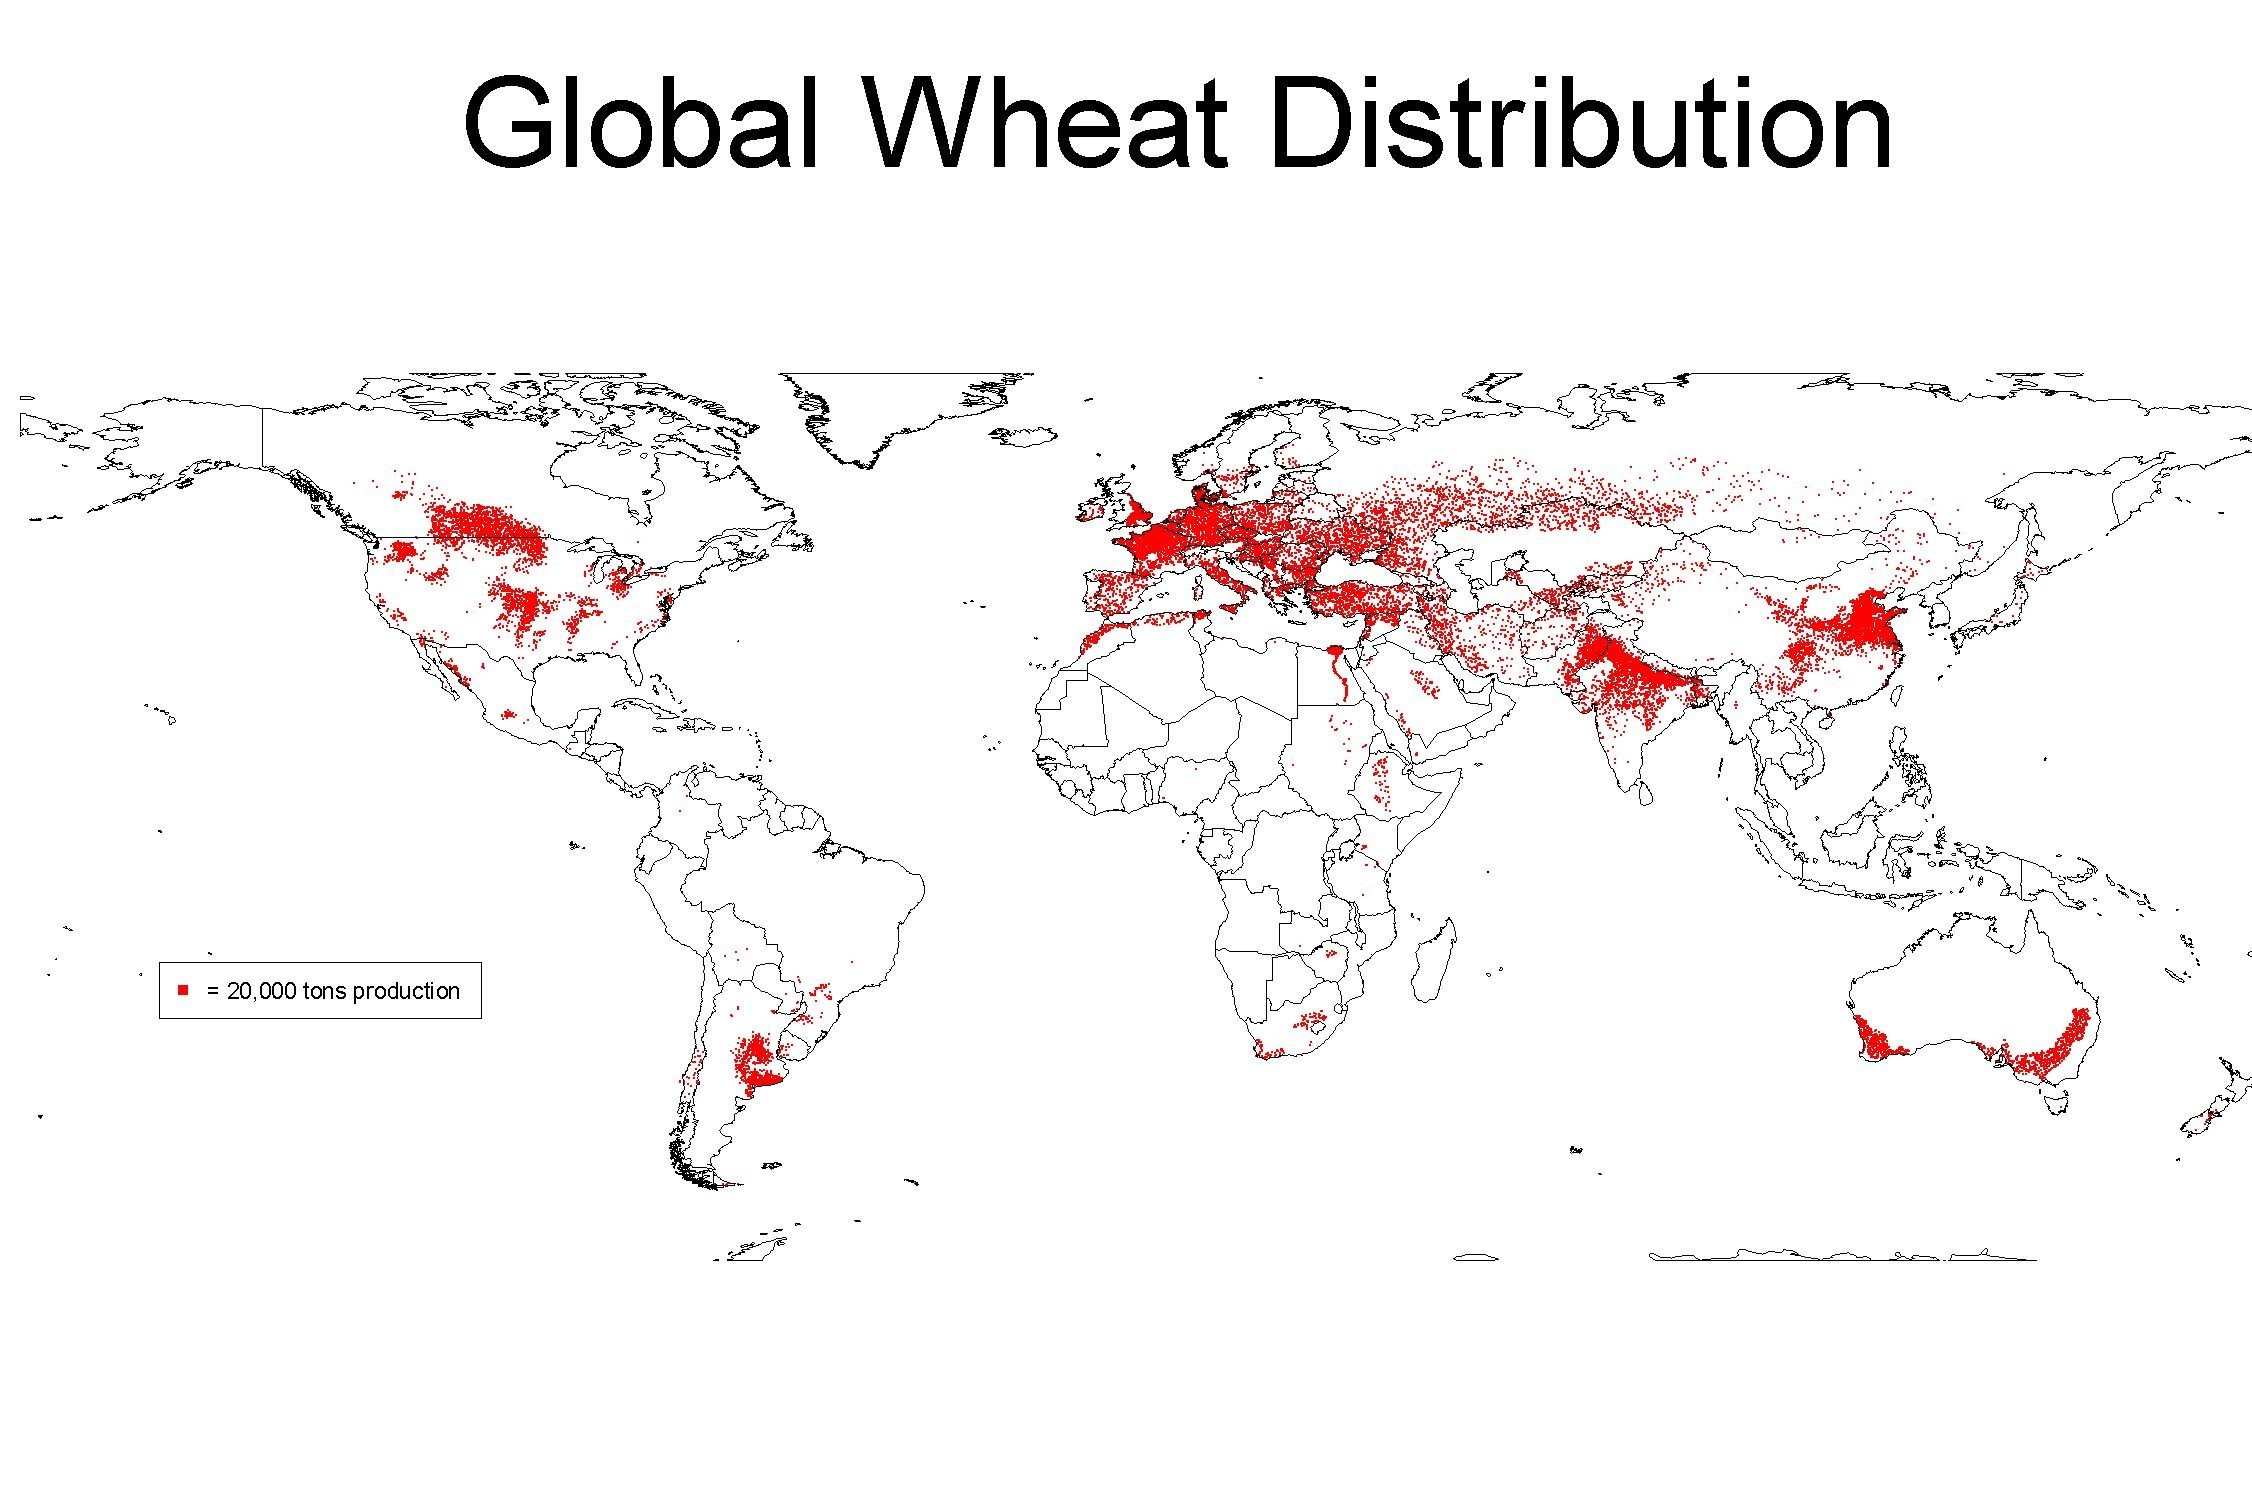 Global Wheat Distribution
= 20,000 tons production